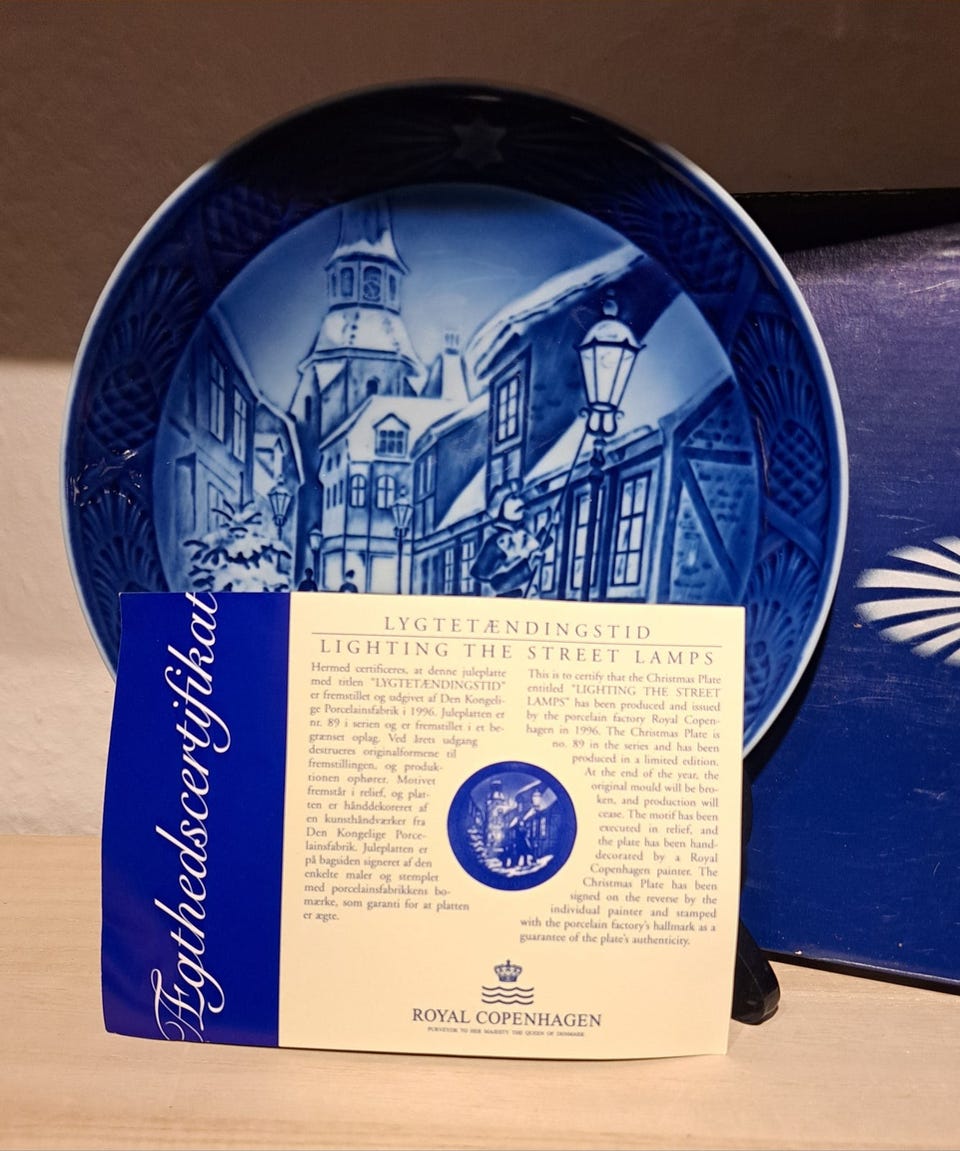 Ægthedscertifikat
LYGTETÆNDINGSTID
LIGHTING THE STREET LAMPS
Hermed certificeres, at denne juleplatte
med titlen "LYGTETÆNDINGSTID"
er fremstillet og udgivet af Den Kongeli-
ge Porcelainsfabrik i 1996. Juleplatten er
nr. 89 i serien og er fremstillet i et be-
grænset oplag. Ved årets udgang
destrueres originalformene til
fremstillingen, og produk-
tionen ophører. Motivet
fremstår i relief, og plat-
ten er hånddekoreret af
en kunsthåndværker fra
Den Kongelige Porce-
lainsfabrik. Juleplatten er
på bagsiden signeret af den
enkelte maler og stemplet
med porcelainsfabrikkens bo-
mærke, som garanti for at platten
er ægte.
This is to certify that the Christmas Plate
entitled "LIGHTING THE STREET
LAMPS" has been produced and issued
by the porcelain factory Royal Copen-
hagen in 1996. The Christmas Plate is
no. 89 in the series and has been
produced in a limited edition.
At the end of the year, the
original mould will be bro-
ken, and production will
cease. The motif has been
executed in relief, and
the plate has been hand-
decorated by a Royal
Copenhagen painter. The
Christmas Plate has been
signed on the reverse by the
individual painter and stamped
with the porcelain factory's hallmark as a
guarantee of the plate's authenticity.
ROYAL COPENHAGEN
PURVEYOR TO HER MAJESTY THE QUEEN OF DENMARK